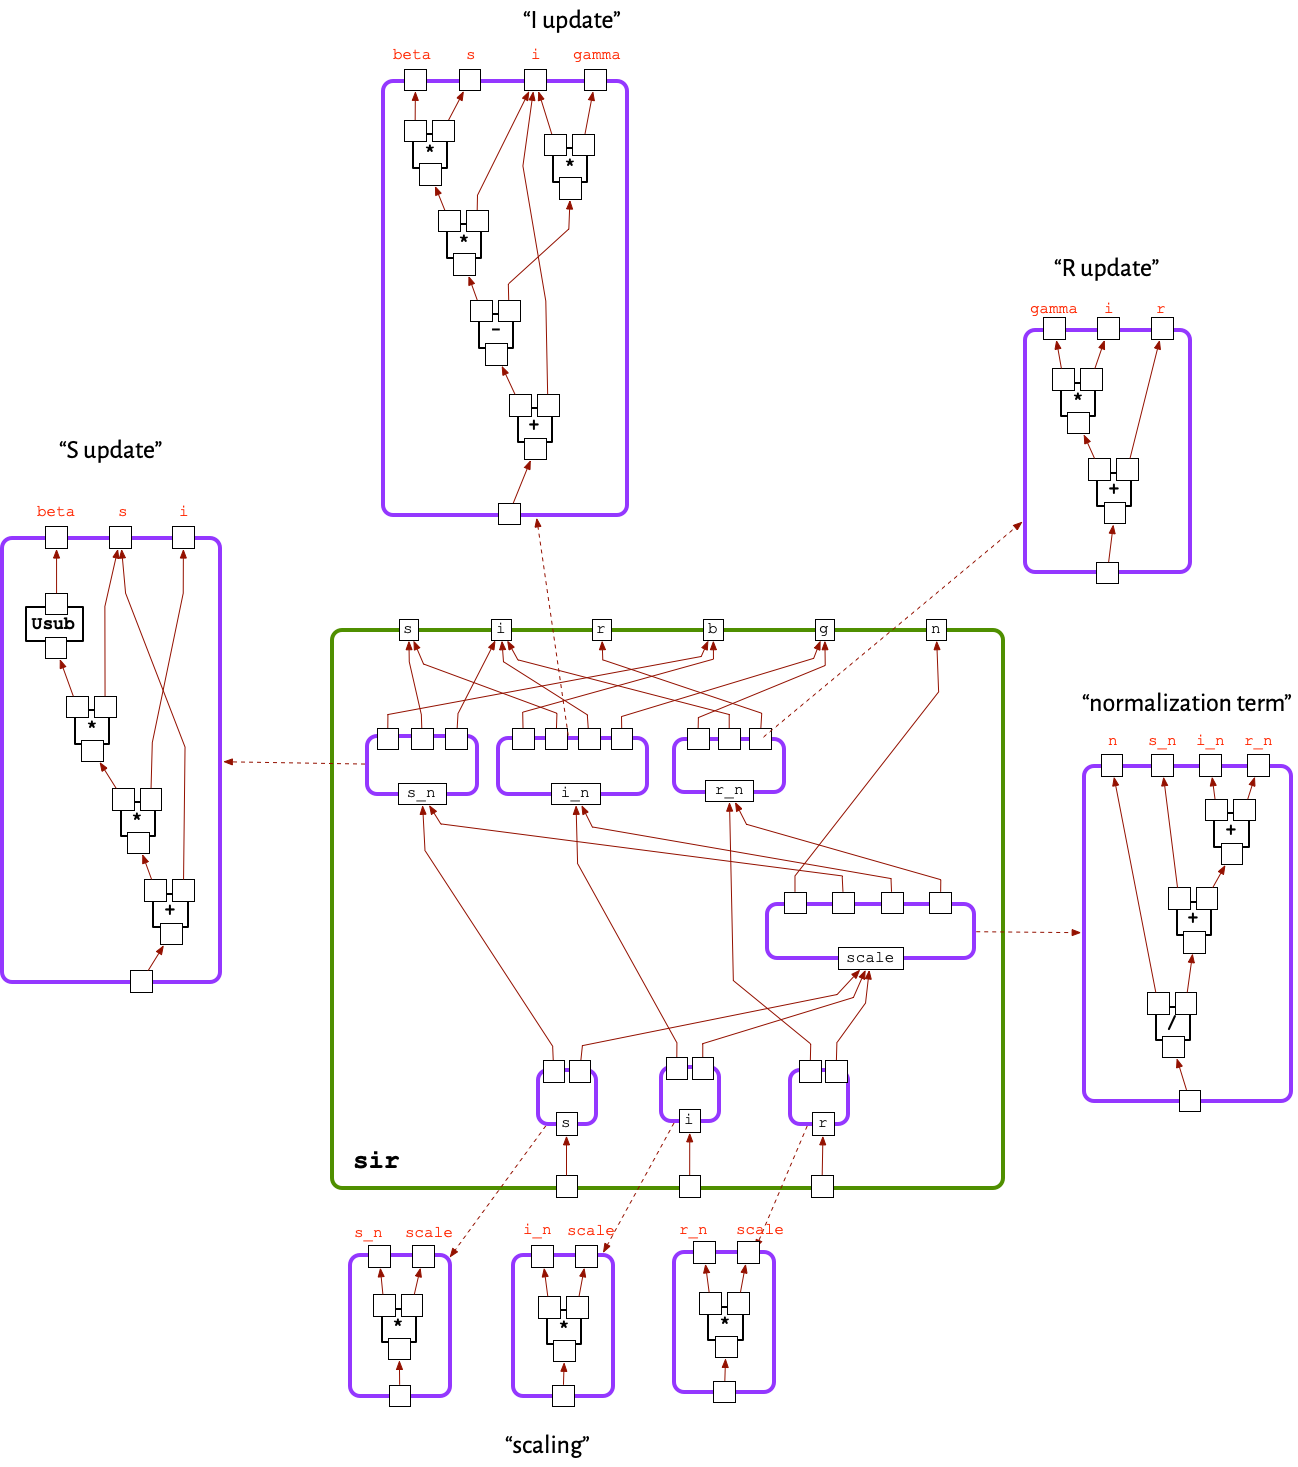 “I update”
beta s i gamma
*
*
*
-
+
“R update”
gamma i r
*
+
“S update”
beta s i
Usub
*
*
+
s i r b g n
s_n i_n r_n
scale
s i r
sir
“normalization term”
n s_n i_n r_n
+
+
/
s_n scale
*
i_n scale
*
r_n scale
*
“scaling”